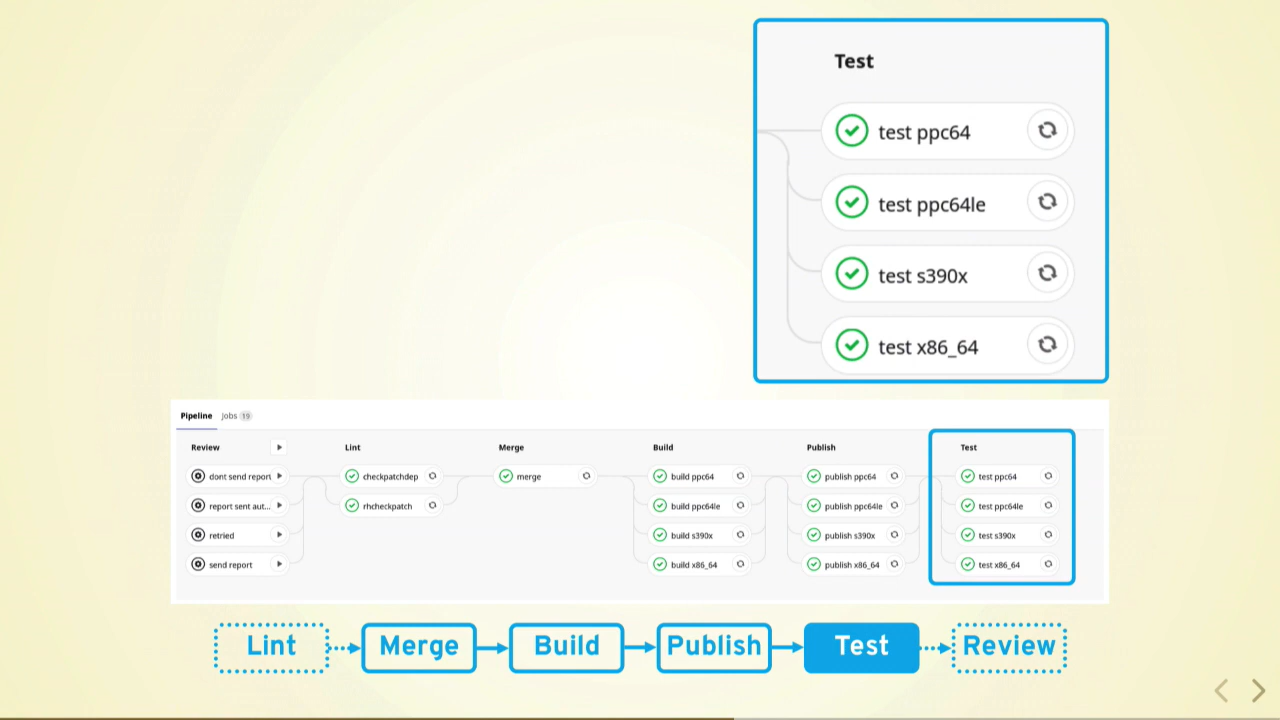 Test
test ppc64
test ppc64le
test s390x
test x86_64
Pipeline Jobs 19
Review Lint Merge Build Publish Test
dont send report checkpatchdep merge build ppc64 publish ppc64 test ppc64
report sent aut... rhcheckpatch build ppc64le publish ppc64le test ppc64le
retried build s390x publish s390x test s390x
send report build x86_64 publish x86_64 test x86_64
Lint Merge Build Publish Test Review